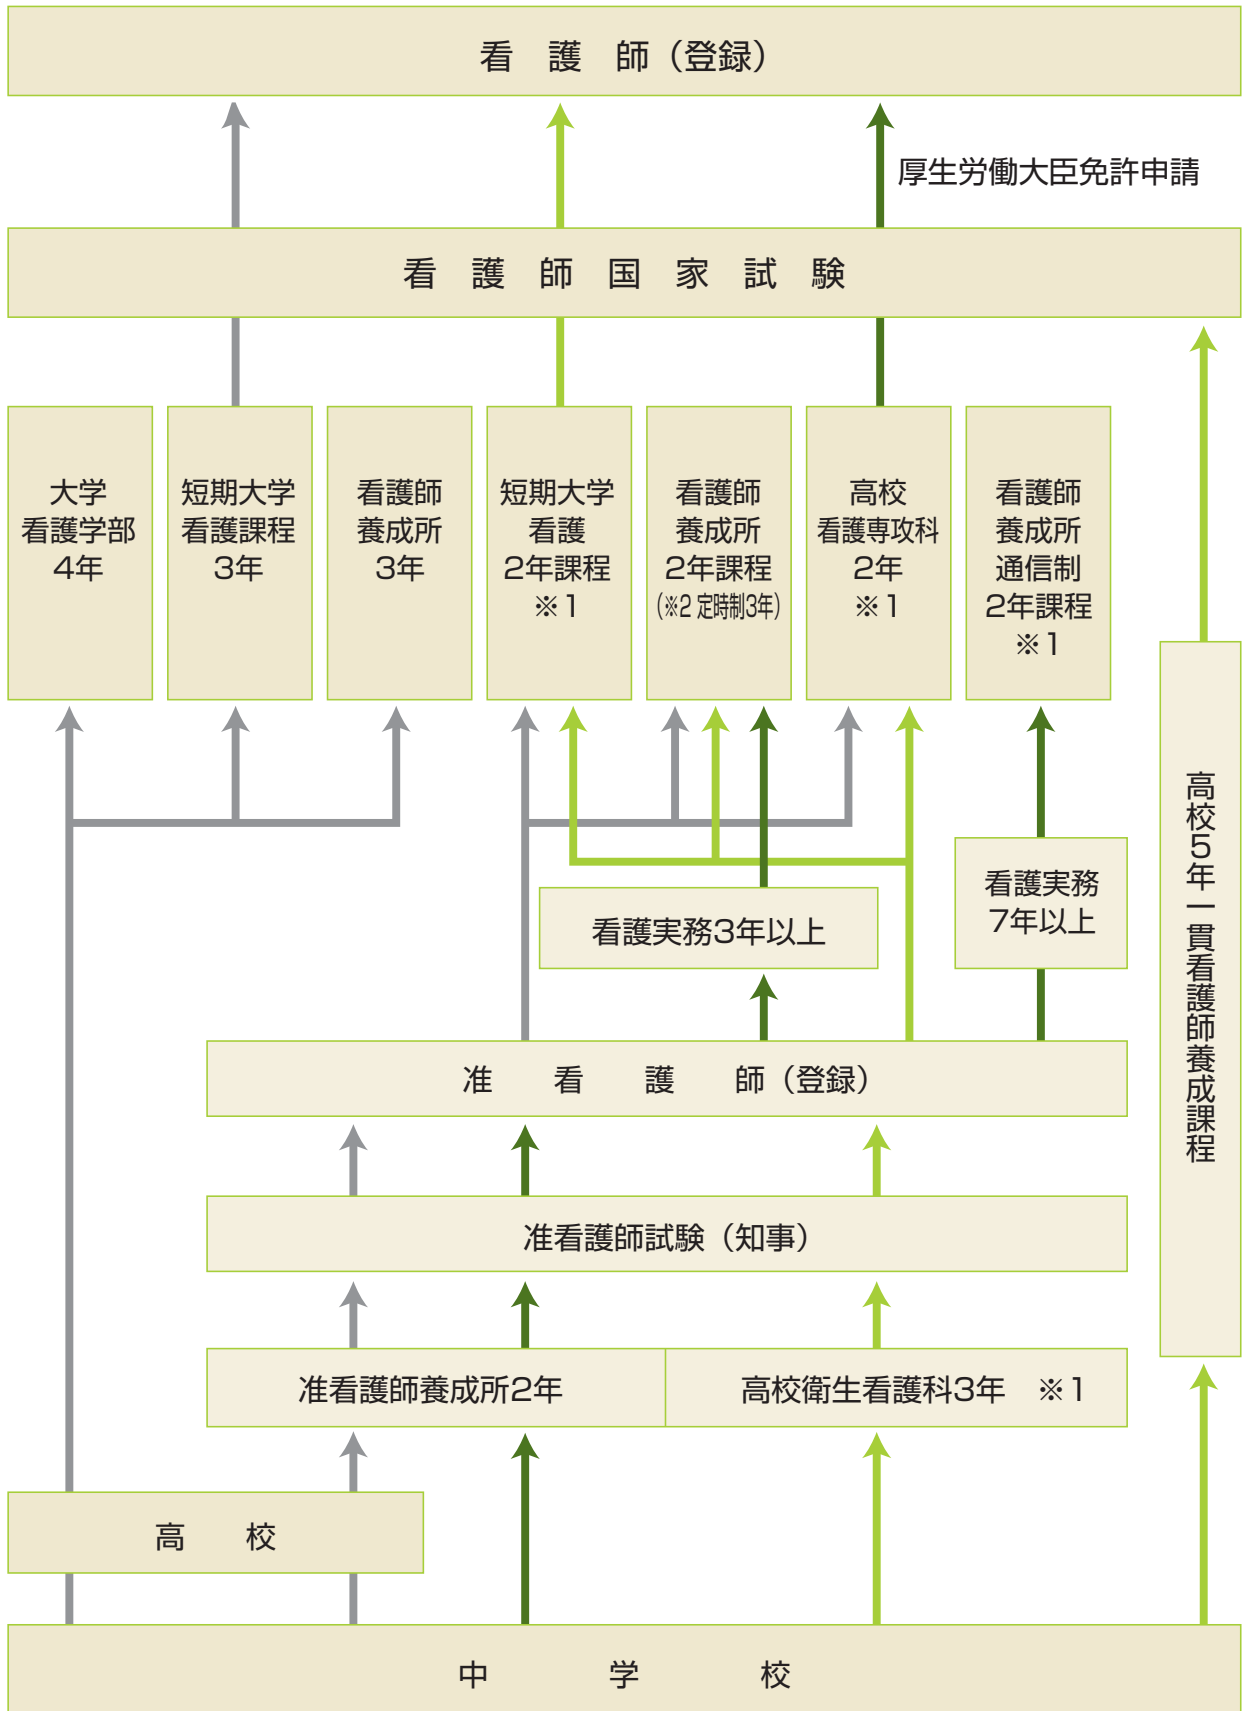 看護師（登録）
厚生労働大臣免許申請
看護師国家試験
大学
看護学部
4年
短期大学
看護課程
3年
看護師
養成所
3年
短期大学
看護
2年課程
※1
看護師
養成所
2年課程
（※2 定時制3年）
高校
看護専攻科
2年
※1
看護師
養成所
通信制
2年課程
※1
高校5年一貫看護師養成課程
看護実務3年以上
看護実務
7年以上
准看護師（登録）
准看護師試験（知事）
准看護師養成所2年
高校衛生看護科3年　※1
高校
中学校